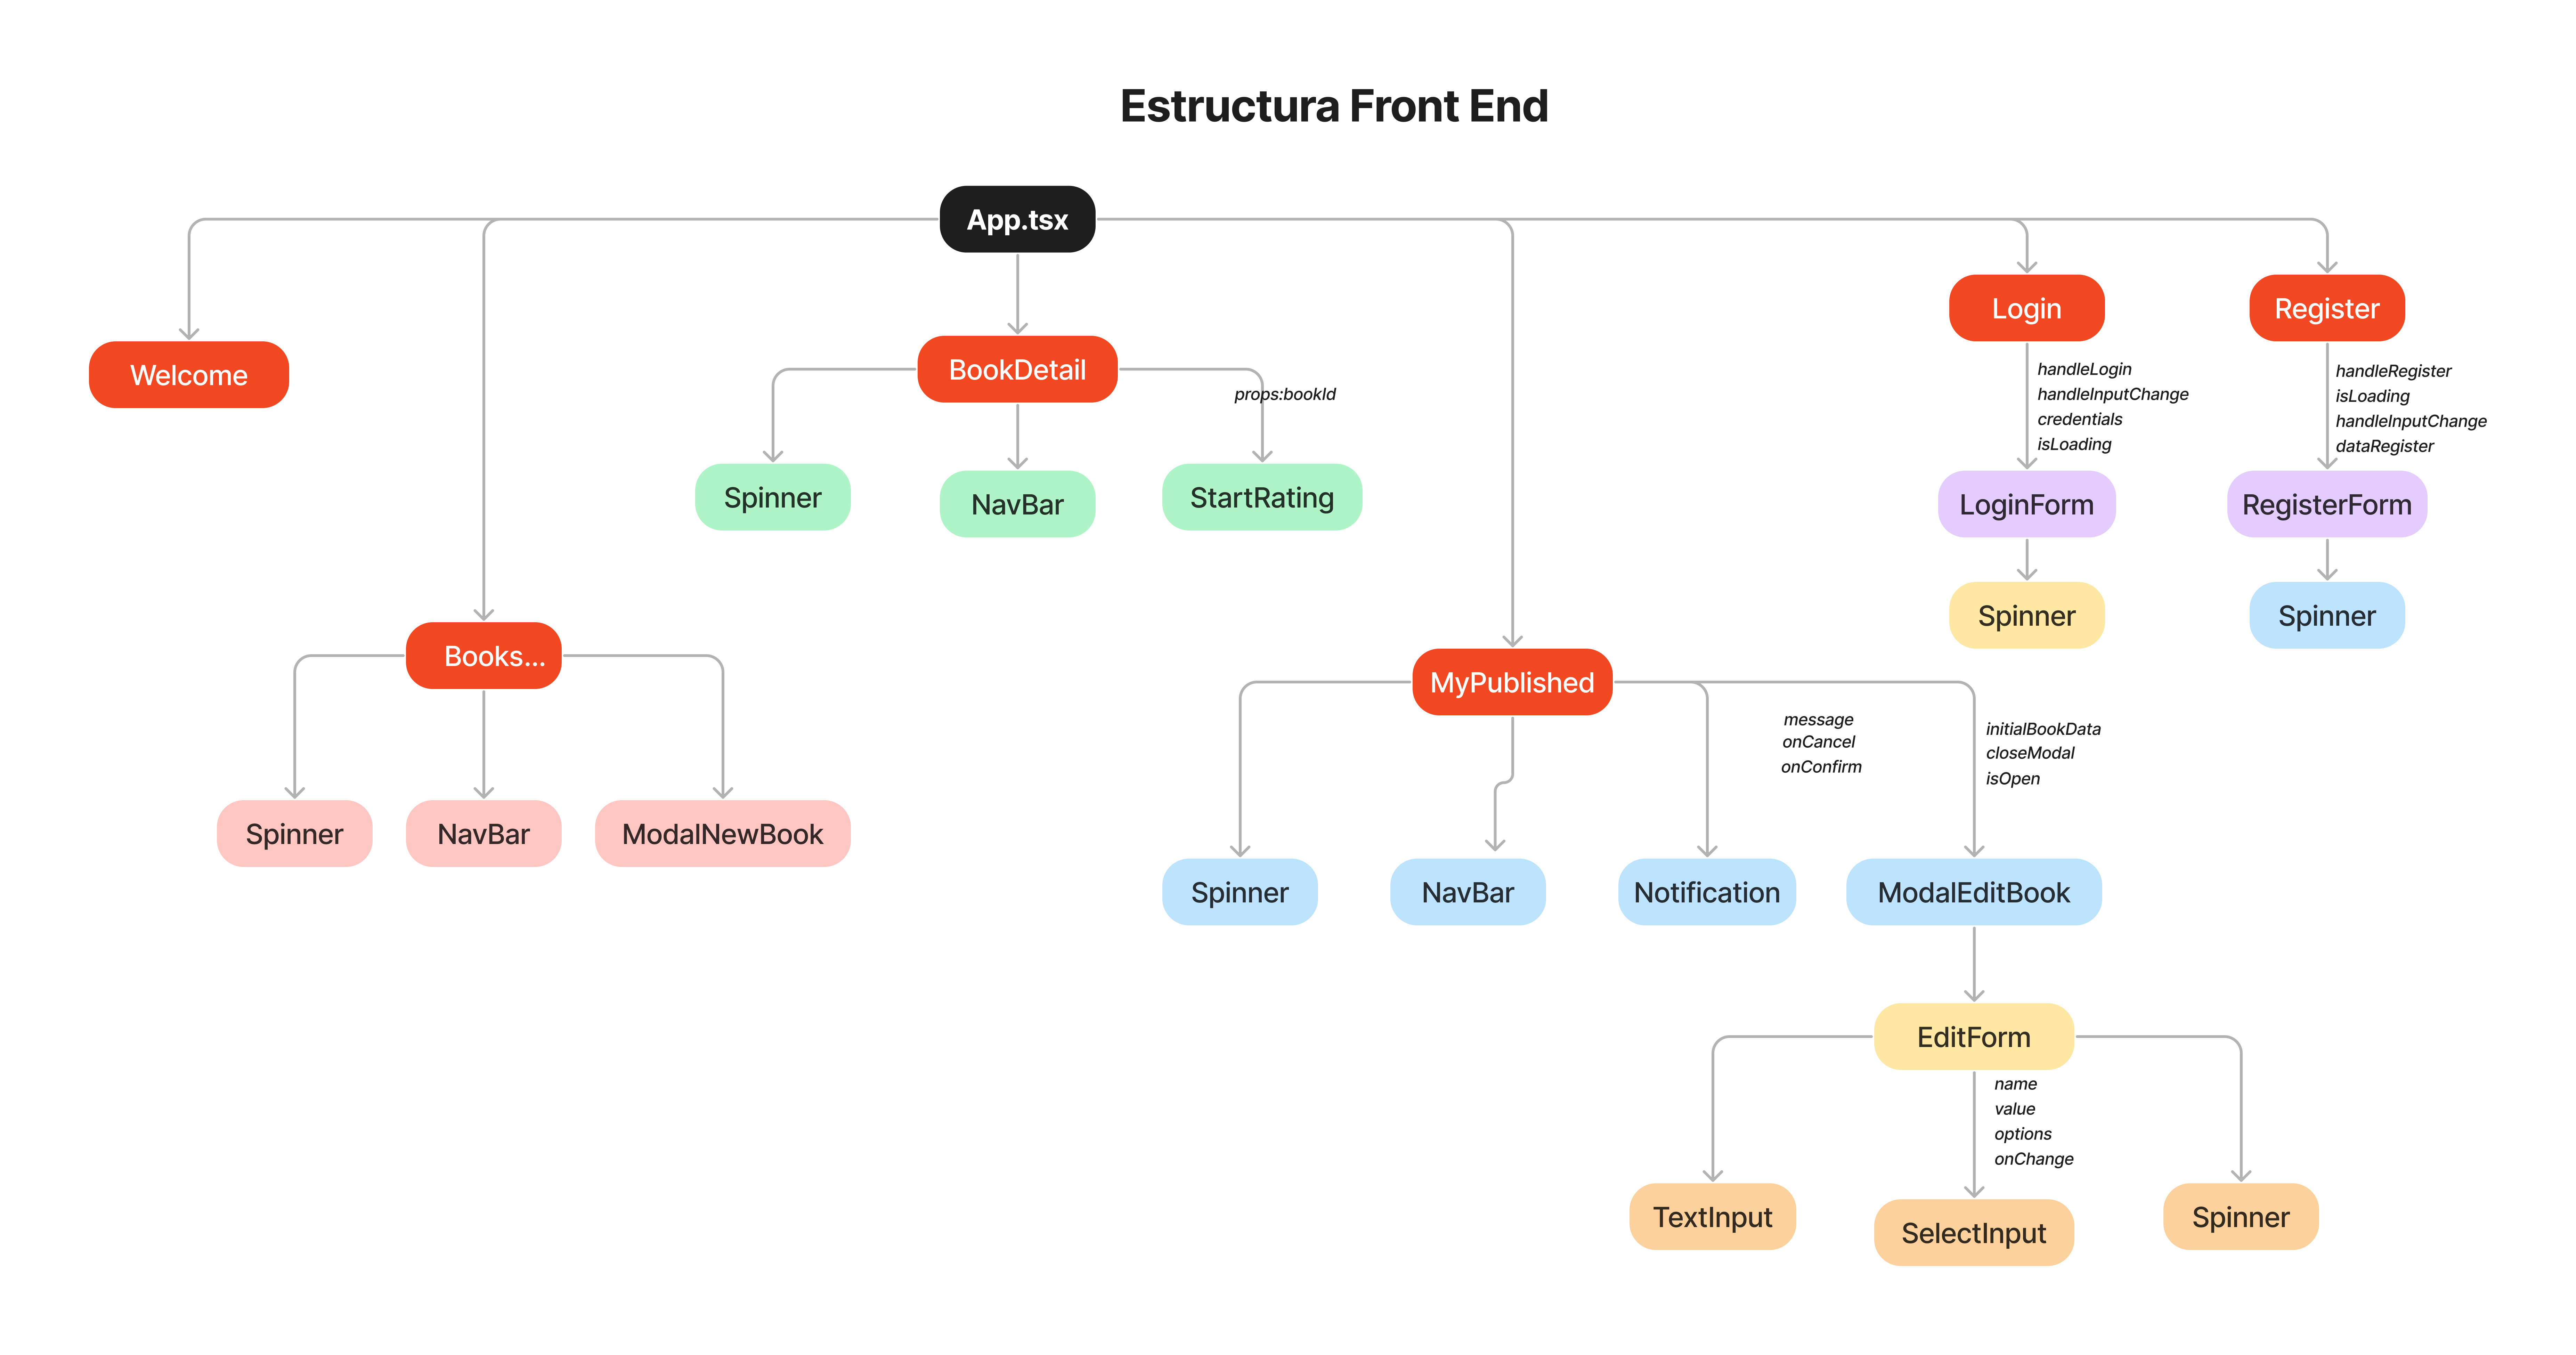 Estructura Front End
App.tsx
Welcome
BookDetail
props:bookId
Spinner
NavBar
StartRating
Login
handleLogin
handleInputChange
credentials
isLoading
LoginForm
Spinner
Register
handleRegister
isLoading
handleInputChange
dataRegister
RegisterForm
Spinner
Books...
Spinner
NavBar
ModalNewBook
MyPublished
message
onCancel
onConfirm
initialBookData
closeModal
isOpen
Spinner
NavBar
Notification
ModalEditBook
EditForm
name
value
options
onChange
TextInput
SelectInput
Spinner